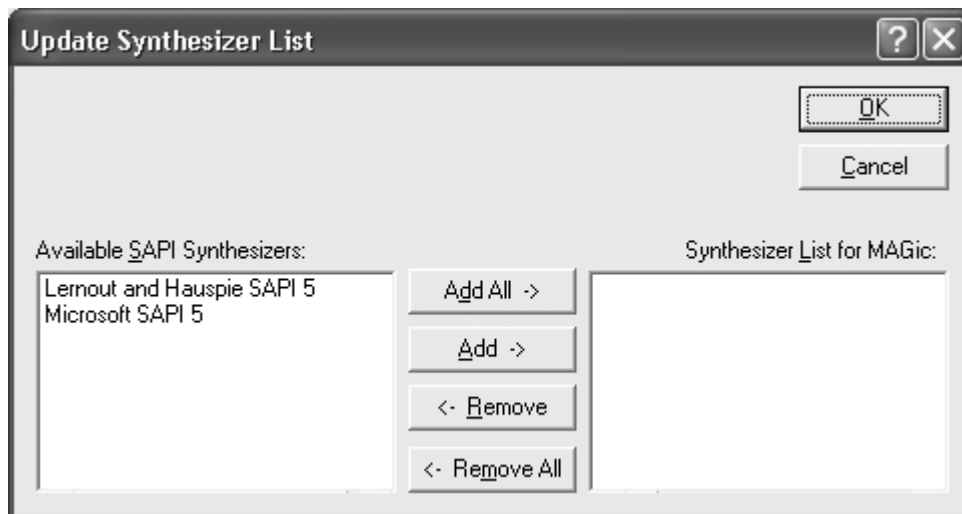 Update Synthesizer List
?
OK
Cancel
Available SAPI Synthesizers:
Synthesizer List for MAGic:
Lernout and Hauspie SAPI 5
Microsoft SAPI 5
Add All ->
Add ->
<- Remove
<- Remove All